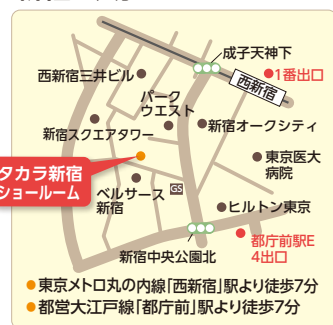 成子天神下
西新宿三井ビル
1番出口
西新宿
パーク
ウエスト
新宿スクエアタワー
新宿オークシティ
タカラ新宿
ショールーム
東京医大
病院
ベルサース
新宿
GS
ヒルトン東京
都庁前駅E
4出口
新宿中央公園北
●東京メトロ丸の内線「西新宿」駅より徒歩7分
●都営大江戸線「都庁前」駅より徒歩7分